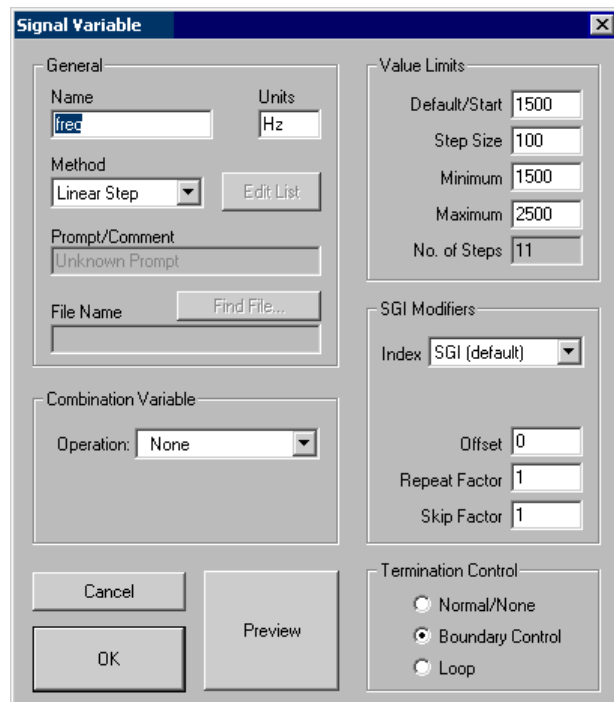 Signal Variable
General
Name
Units
freq
Hz
Method
Linear Step
Edit List
Prompt/Comment
Unknown Prompt
File Name
Find File...
Combination Variable
Operation: None
Cancel
OK
Preview
Value Limits
Default/Start 1500
Step Size 100
Minimum 1500
Maximum 2500
No. of Steps 11
SGI Modifiers
Index SGI (default)
Offset 0
Repeat Factor 1
Skip Factor 1
Termination Control
Normal/None
Boundary Control
Loop